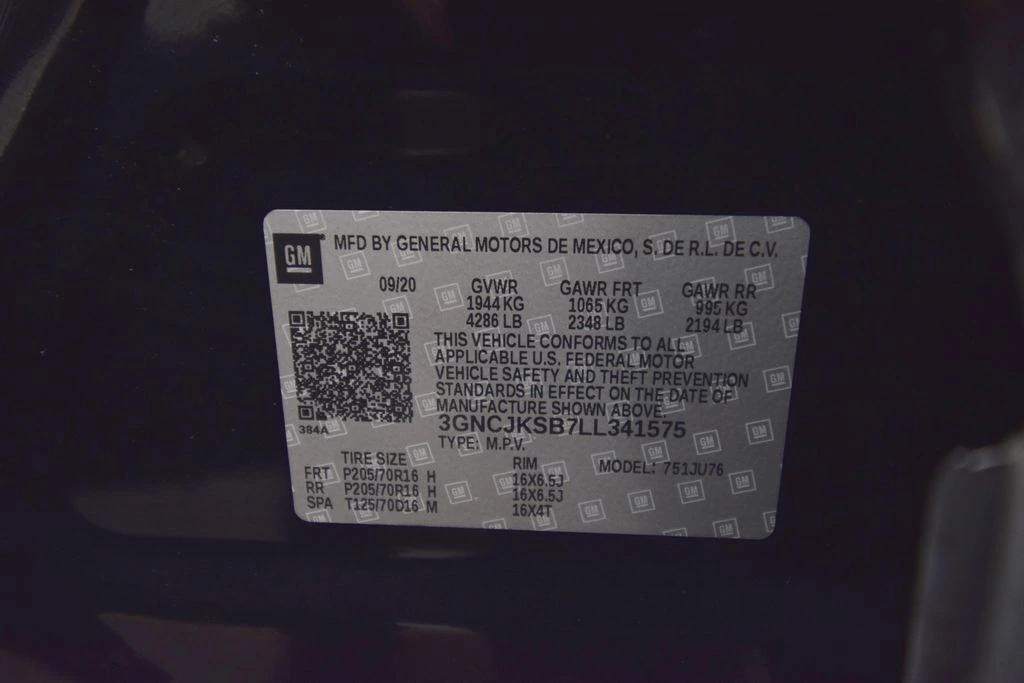 GM MFD BY GENERAL MOTORS DE MEXICO, S. DE R.L. DE C.V.
09/20 GVWR GAWR FRT GAWR RR
1944 KG 1065 KG 995 KG
4286 LB 2348 LB 2194 LB
THIS VEHICLE CONFORMS TO ALL
APPLICABLE U.S. FEDERAL MOTOR
VEHICLE SAFETY AND THEFT PREVENTION
STANDARDS IN EFFECT ON THE DATE OF
MANUFACTURE SHOWN ABOVE.
384A 3GNCJKSB7LL341575
TYPE: M.P.V.
TIRE SIZE RIM MODEL: 751JU76
FRT P205/70R16 H 16X6.5J
RR P205/70R16 H 16X6.5J
SPA T125/70D16 M 16X4T